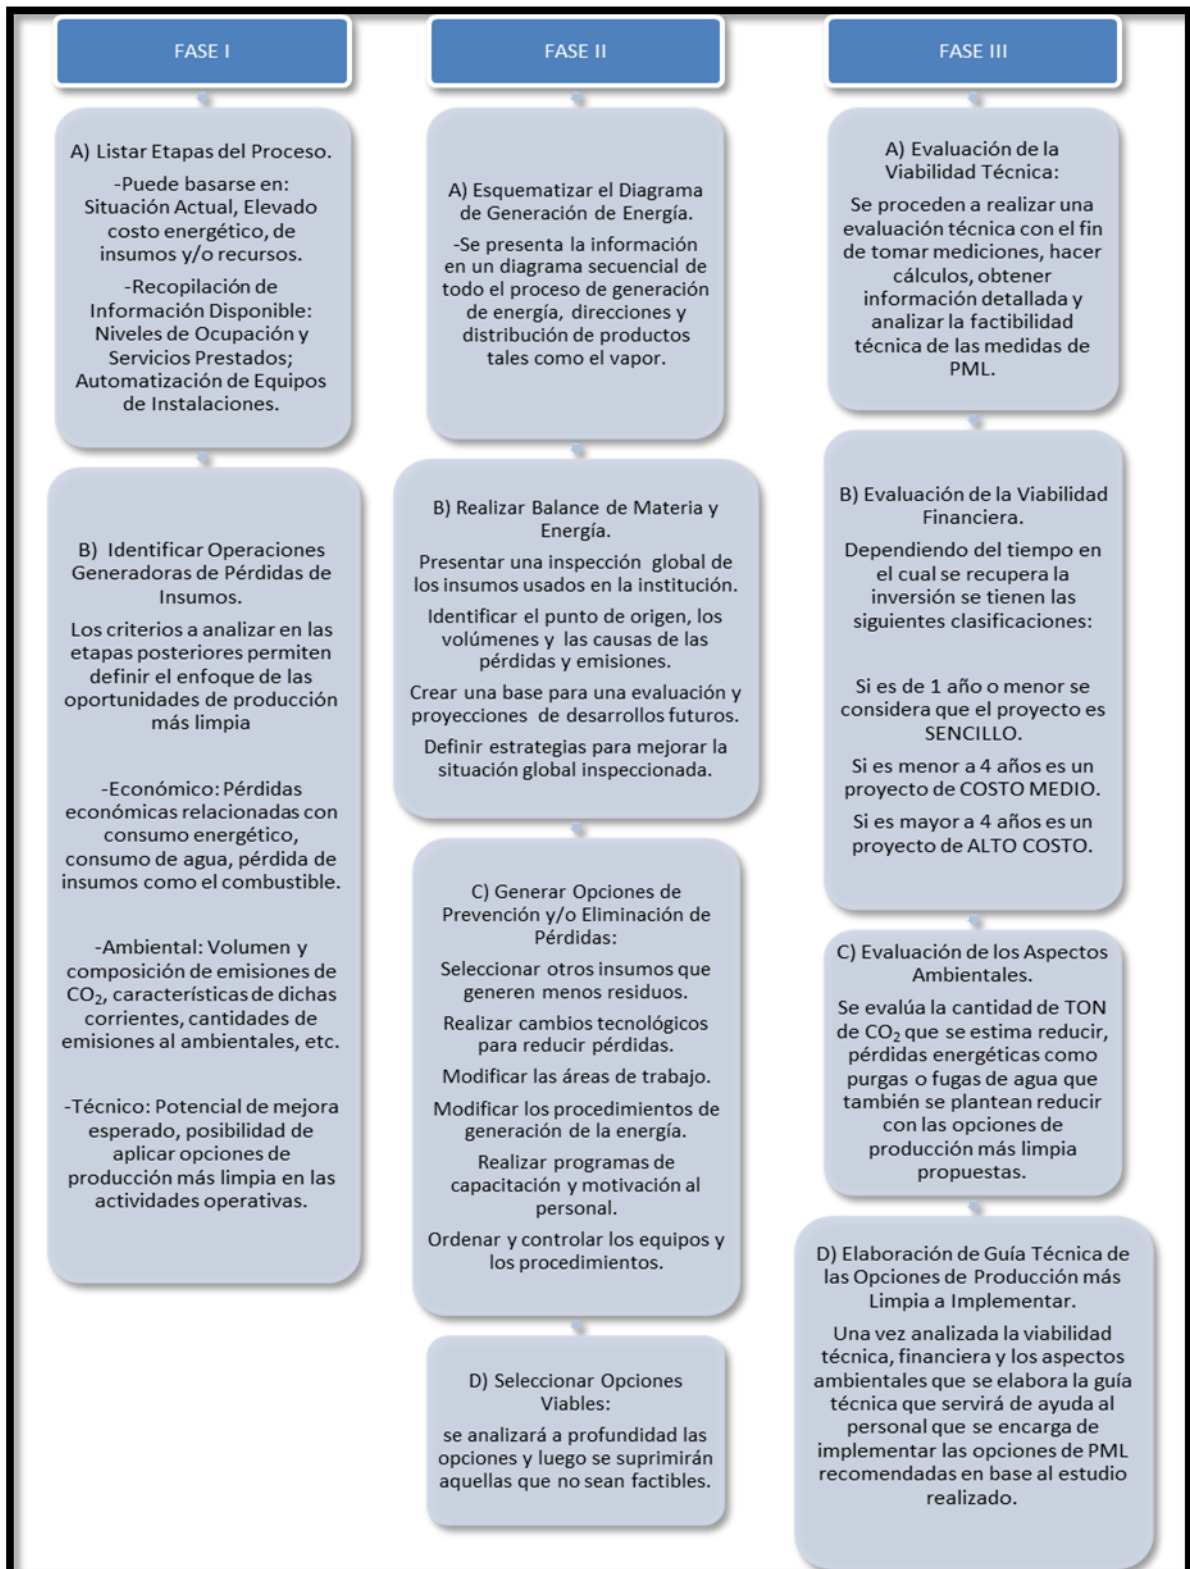 FASE I
A) Listar Etapas del Proceso.
-Puede basarse en:
Situación Actual, Elevado
costo energético, de
insumos y/o recursos.
-Recopilación de
Información Disponible:
Niveles de Ocupación y
Servicios Prestados;
Automatización de Equipos
de Instalaciones.
B) Identificar Operaciones
Generadoras de Pérdidas de
Insumos.
Los criterios a analizar en las
etapas posteriores permiten
definir el enfoque de las
oportunidades de producción
más limpia
-Económico: Pérdidas
económicas relacionadas con
consumo energético,
consumo de agua, pérdida de
insumos como el combustible.
-Ambiental: Volumen y
composición de emisiones de
CO₂, características de dichas
corrientes, cantidades de
emisiones al ambientales, etc.
-Técnico: Potencial de mejora
esperado, posibilidad de
aplicar opciones de
producción más limpia en las
actividades operativas.
FASE II
A) Esquematizar el Diagrama
de Generación de Energía.
-Se presenta la información
en un diagrama secuencial de
todo el proceso de generación
de energía, direcciones y
distribución de productos
tales como el vapor.
B) Realizar Balance de Materia y
Energía.
Presentar una inspección global de
los insumos usados en la institución.
Identificar el punto de origen, los
volúmenes y las causas de las
pérdidas y emisiones.
Crear una base para una evaluación y
proyecciones de desarrollos futuros.
Definir estrategias para mejorar la
situación global inspeccionada.
C) Generar Opciones de
Prevención y/o Eliminación de
Pérdidas:
Seleccionar otros insumos que
generen menos residuos.
Realizar cambios tecnológicos
para reducir pérdidas.
Modificar las áreas de trabajo.
Modificar los procedimientos de
generación de la energía.
Realizar programas de
capacitación y motivación al
personal.
Ordenar y controlar los equipos y
los procedimientos.
D) Seleccionar Opciones
Viables:
se analizará a profundidad las
opciones y luego se suprimirán
aquellas que no sean factibles.
FASE III
A) Evaluación de la
Viabilidad Técnica:
Se proceden a realizar una
evaluación técnica con el fin
de tomar mediciones, hacer
cálculos, obtener
información detallada y
analizar la factibilidad
técnica de las medidas de
PML.
B) Evaluación de la Viabilidad
Financiera.
Dependiendo del tiempo en
el cual se recupera la
inversión se tienen las
siguientes clasificaciones:
Si es de 1 año o menor se
considera que el proyecto es
SENCILLO.
Si es menor a 4 años es un
proyecto de COSTO MEDIO.
Si es mayor a 4 años es un
proyecto de ALTO COSTO.
C) Evaluación de los Aspectos
Ambientales.
Se evalúa la cantidad de TON
de CO₂ que se estima reducir,
pérdidas energéticas como
purgas o fugas de agua que
también se plantean reducir
con las opciones de
producción más limpia
propuestas.
D) Elaboración de Guía Técnica de
las Opciones de Producción más
Limpia a Implementar.
Una vez analizada la viabilidad
técnica, financiera y los aspectos
ambientales que se elabora la guía
técnica que servirá de ayuda al
personal que se encarga de
implementar las opciones de PML
recomendadas en base al estudio
realizado.